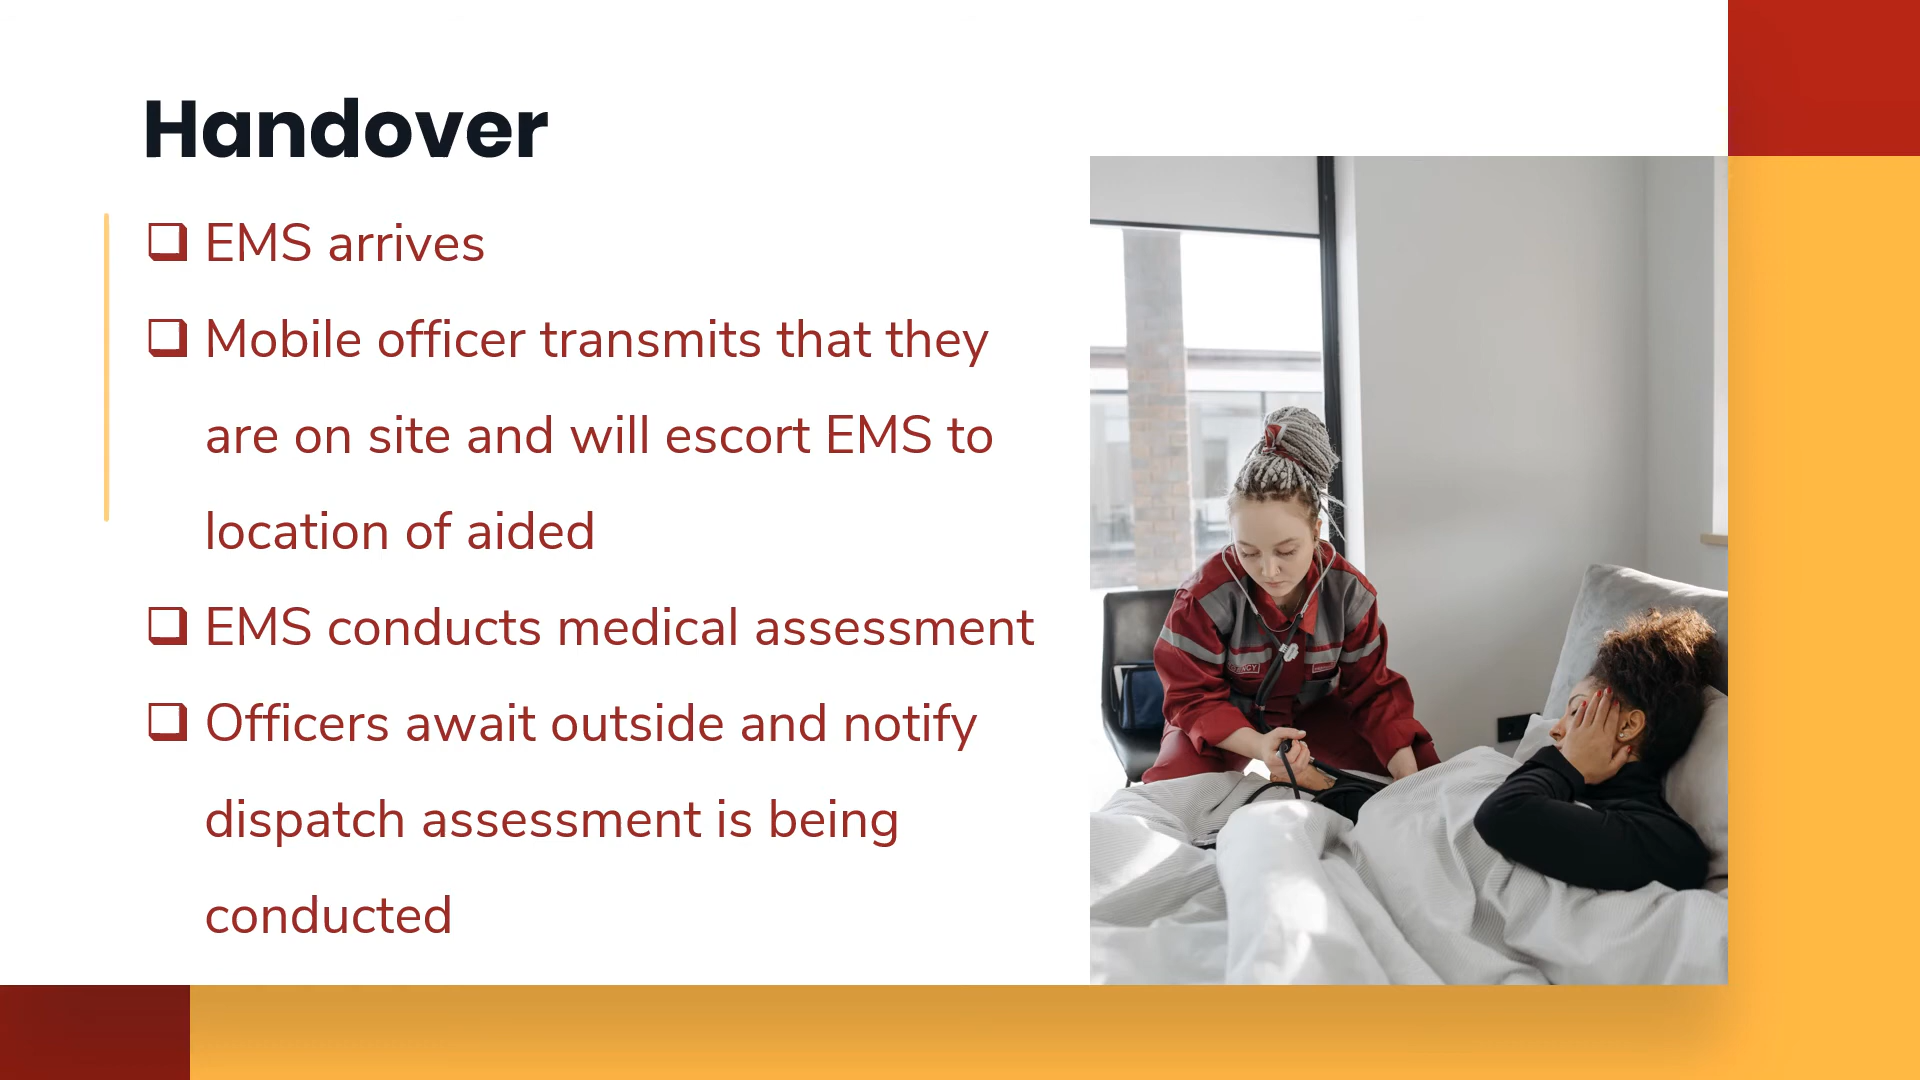 Handover
❑ EMS arrives
❑ Mobile officer transmits that they
are on site and will escort EMS to
location of aided
❑ EMS conducts medical assessment
❑ Officers await outside and notify
dispatch assessment is being
conducted